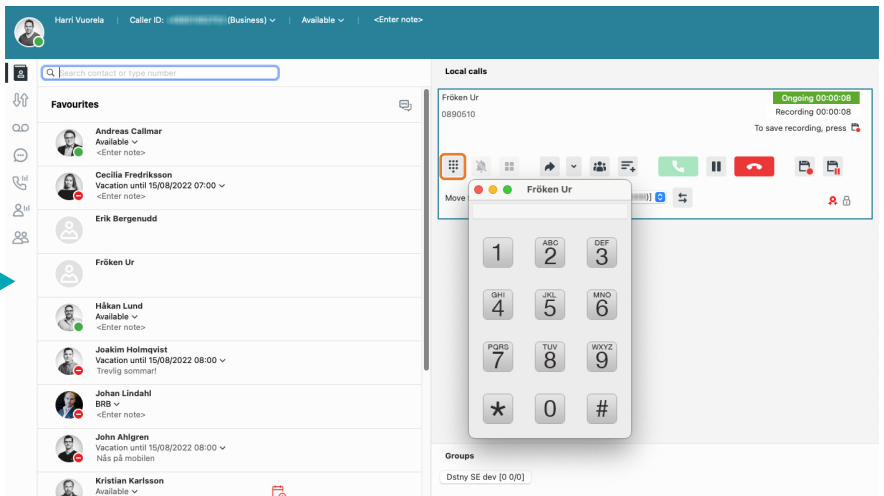 Harri Vuorela
Caller ID: (Business)
Available
<Enter note>
Search contact or type number
Favourites
Andreas Callmar
Available
<Enter note>
Cecilia Fredriksson
Vacation until 15/08/2022 07:00
<Enter note>
Erik Bergenudd
Fröken Ur
Håkan Lund
Available
<Enter note>
Joakim Holmqvist
Vacation until 15/08/2022 08:00
Trevlig sommar!
Johan Lindahl
BRB
<Enter note>
John Ahlgren
Vacation until 15/08/2022 08:00
Nås på mobilen
Kristian Karlsson
Available
Local calls
Fröken Ur
Ongoing 00:00:08
0890510
Recording 00:00:08
To save recording, press
Move
)]
Fröken Ur
1
ABC
2
DEF
3
GHI
4
JKL
5
MNO
6
PQRS
7
TUV
8
WXYZ
9
*
0
#
Groups
Dstny SE dev [0 0/0]